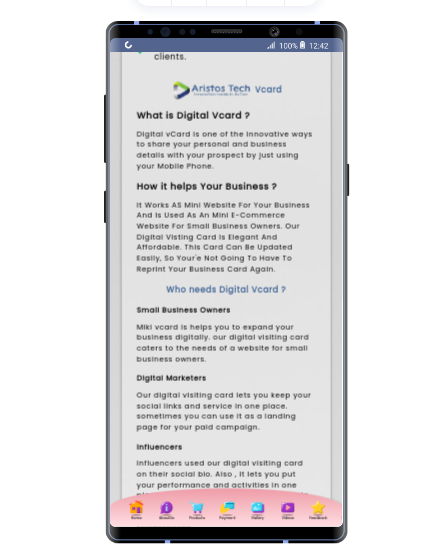 100% 12:42
clients.
Aristos Tech Vcard
What is Digital Vcard ?
Digital vCard is one of the Innovative ways
to share your personal and business
details with your prospect by just using
your Mobile Phone.
How it helps Your Business ?
It Works AS Mini Website For Your Business
And Is Used As An Mini E-Commerce
Website For Small Business Owners. Our
Digital Visting Card Is Elegant And
Affordable. This Card Can Be Updated
Easily, So Your'e Not Going To Have To
Reprint Your Business Card Again.
Who needs Digital Vcard ?
Small Business Owners
Miki vcard is helps you to expand your
business digitally. our digital visiting card
caters to the needs of a website for small
business owners.
Digital Marketers
Our digital visiting card lets you keep your
social links and service in one place.
sometimes you can use it as a landing
page for your paid campaign.
Influencers
Influencers used our digital visiting card
on their social bio. Also , It lets you put
your performance and activities in one
Home About Us Products Payment Gallery Videos Feedback